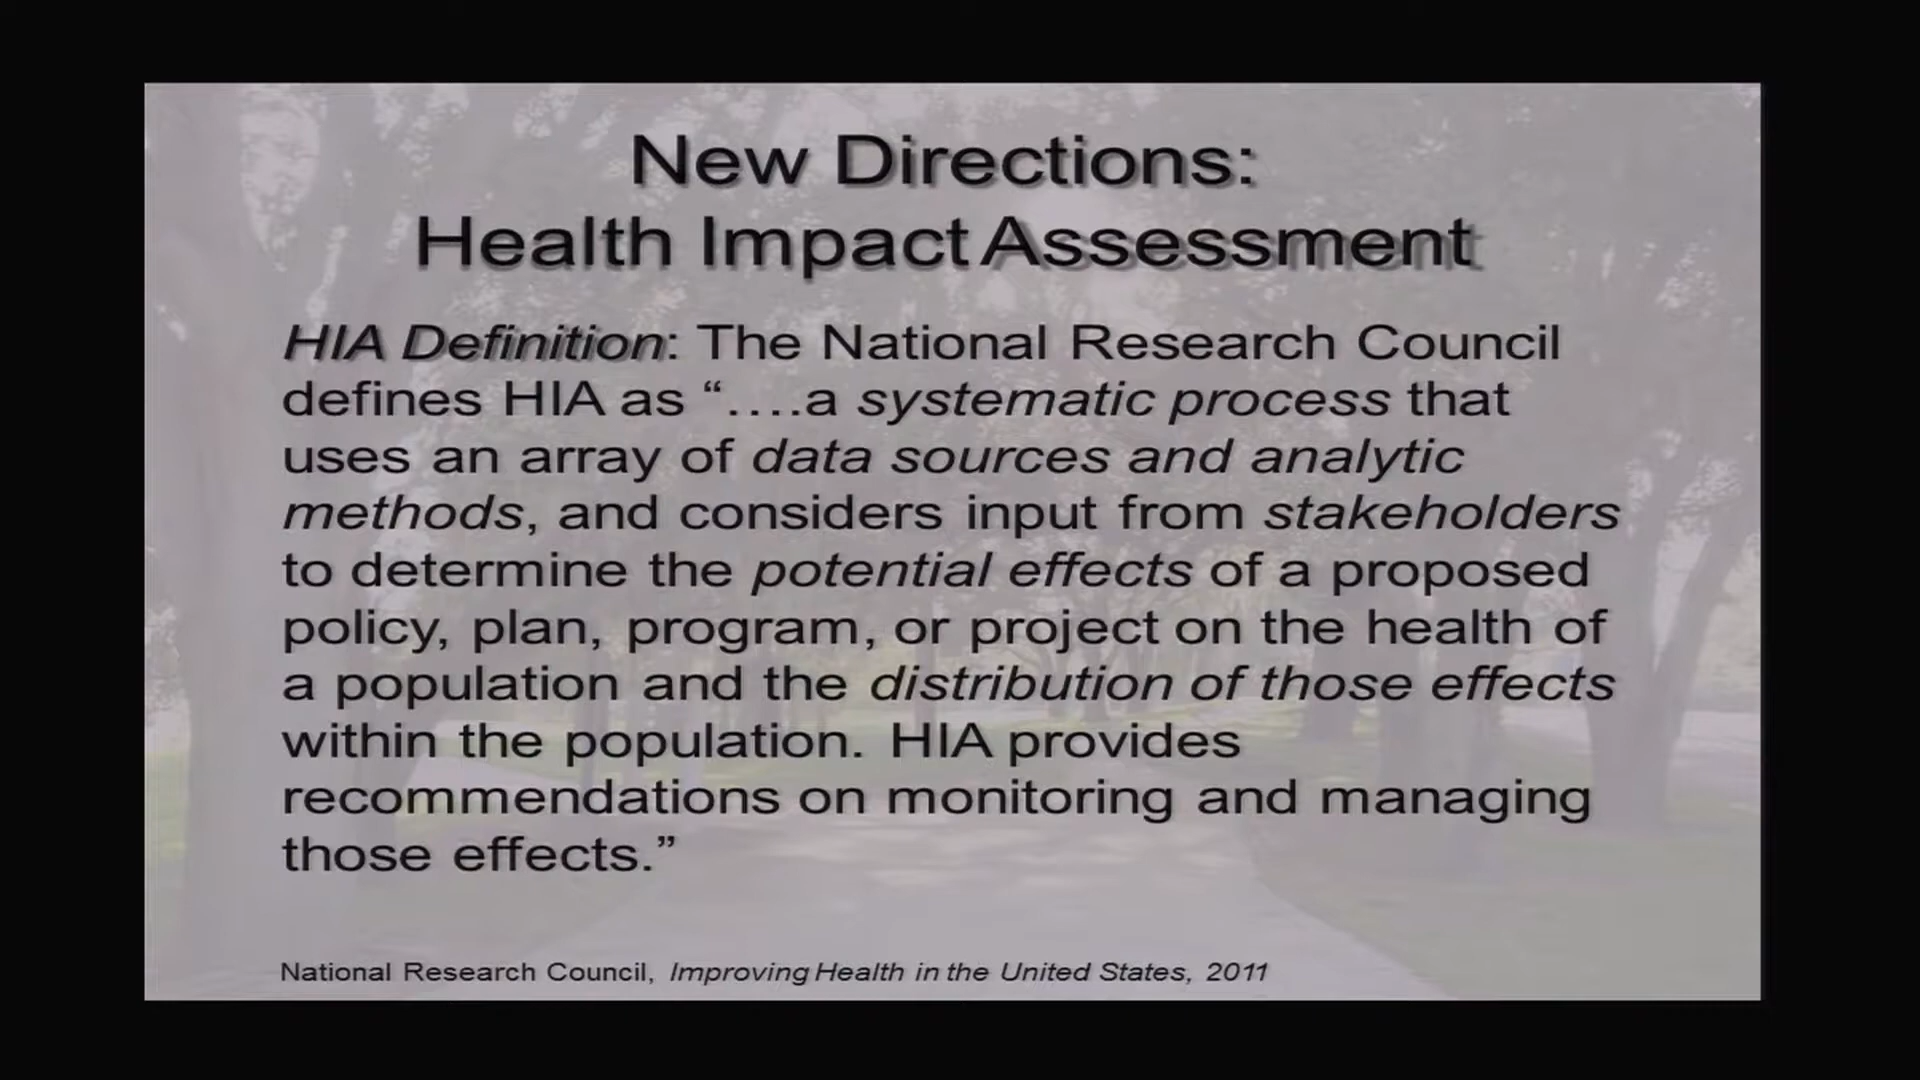 New Directions:
Health Impact Assessment
HIA Definition: The National Research Council
defines HIA as “….a systematic process that
uses an array of data sources and analytic
methods, and considers input from stakeholders
to determine the potential effects of a proposed
policy, plan, program, or project on the health of
a population and the distribution of those effects
within the population. HIA provides
recommendations on monitoring and managing
those effects.”
National Research Council, Improving Health in the United States, 2011